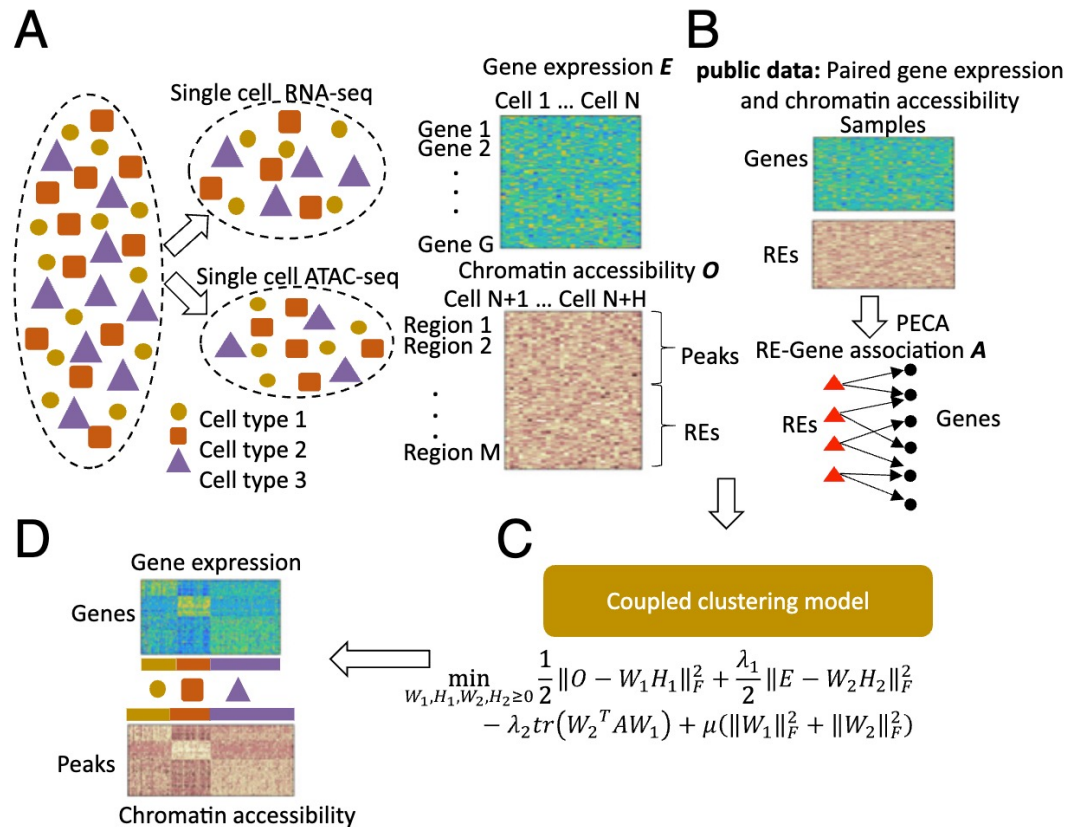 A
Single cell RNA-seq
Single cell ATAC-seq
Cell type 1
Cell type 2
Cell type 3
Gene expression E
Cell 1 ... Cell N
Gene 1
Gene 2
.
.
.
Gene G
Chromatin accessibility O
Cell N+1 ... Cell N+H
Region 1
Region 2
.
.
.
Region M
Peaks
REs
B
public data: Paired gene expression
and chromatin accessibility
Samples
Genes
REs
PECA
RE-Gene association A
REs
Genes
C
Coupled clustering model
min 1/2 ‖O − W₁H₁‖²_F + λ₁/2 ‖E − W₂H₂‖²_F
W₁,H₁,W₂,H₂≥0
− λ₂tr(W₂ᵀAW₁) + μ(‖W₁‖²_F + ‖W₂‖²_F)
D
Gene expression
Genes
Peaks
Chromatin accessibility